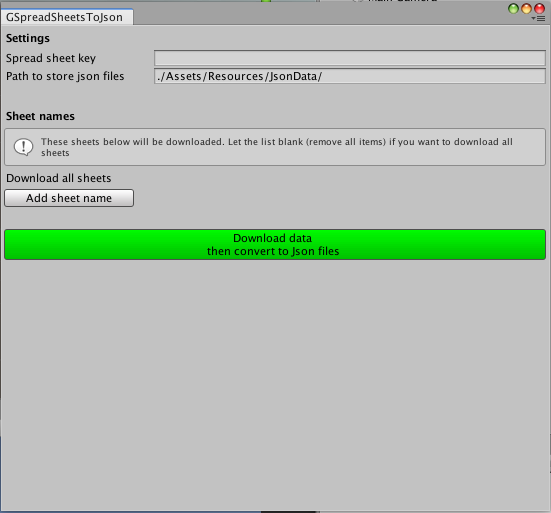 Main Camera
GSpreadSheetsToJson
Settings
Spread sheet key
Path to store json files ./Assets/Resources/JsonData/
Sheet names
These sheets below will be downloaded. Let the list blank (remove all items) if you want to download all
sheets
Download all sheets
Add sheet name
Download data
then convert to Json files